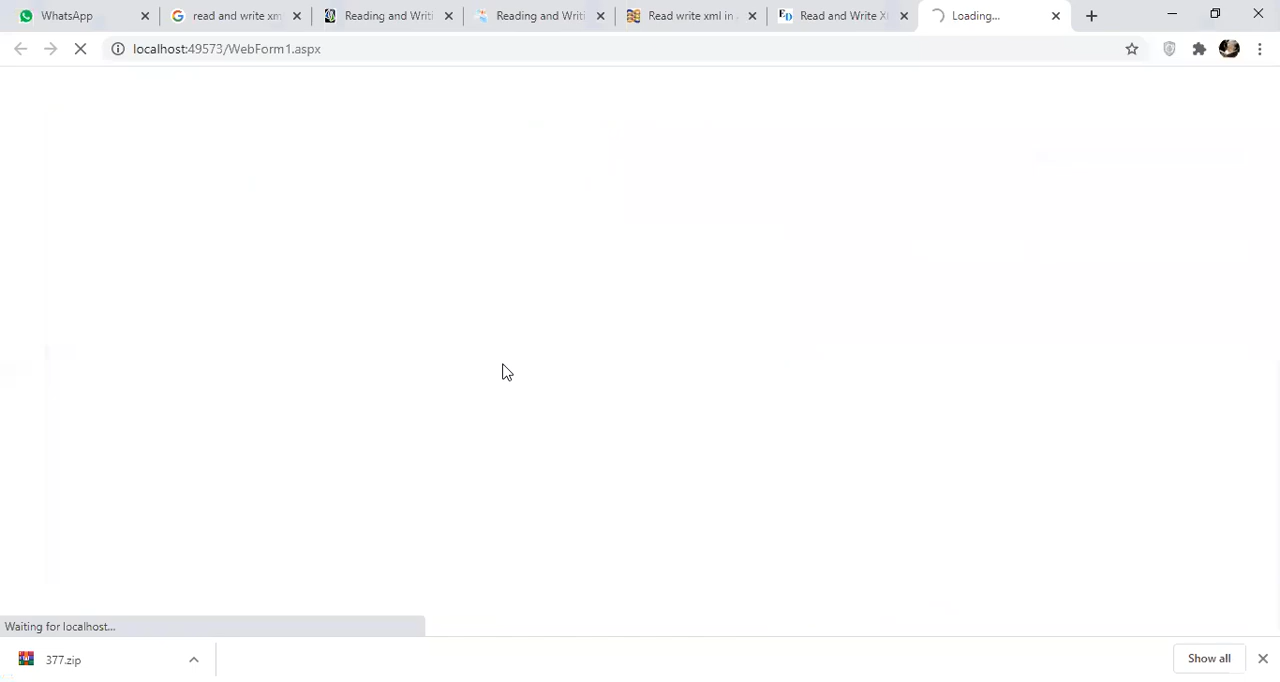 WhatsApp
read and write xm
Reading and Writi
Reading and Writi
Read write xml in
Read and Write X
Loading...
localhost:49573/WebForm1.aspx
Waiting for localhost...
377.zip
Show all